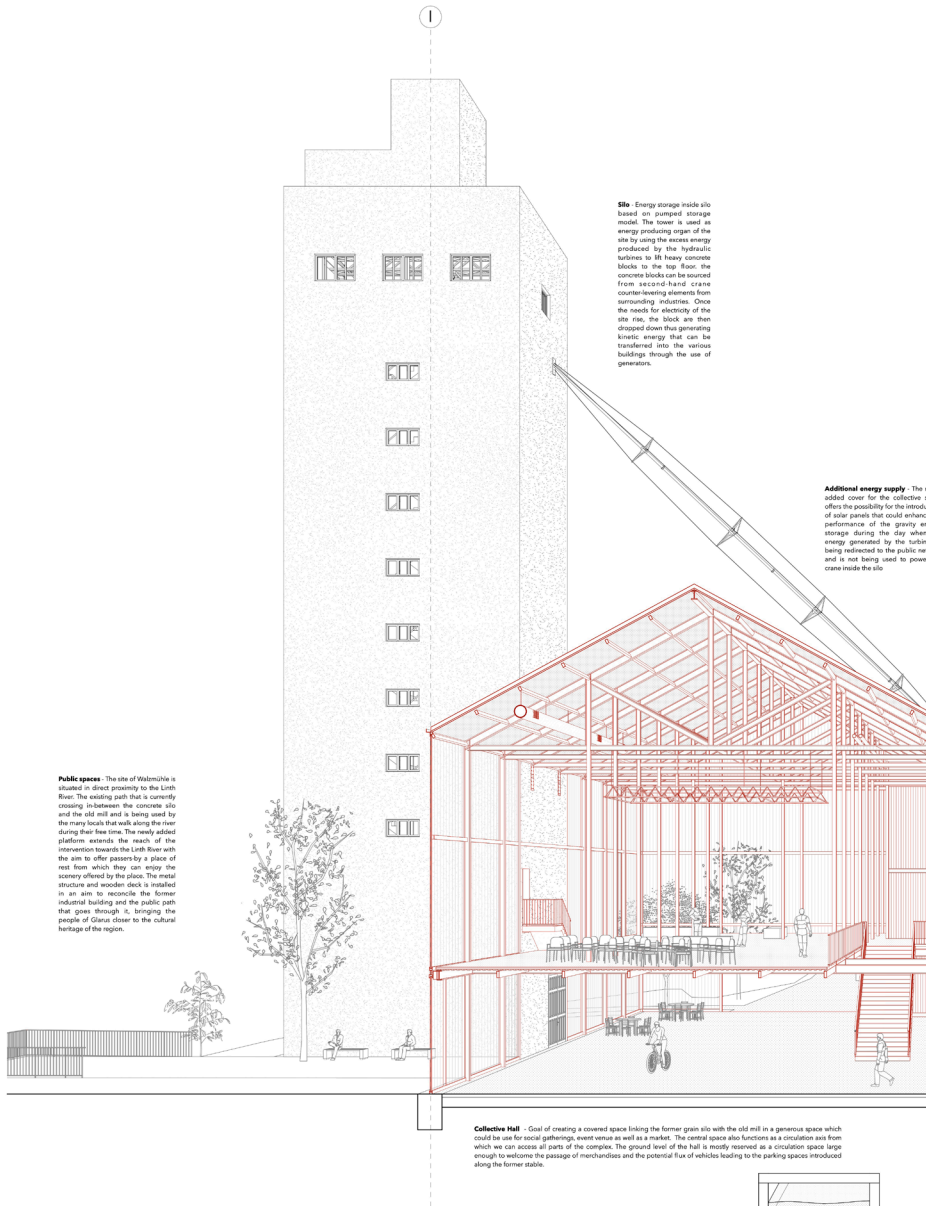 I
Silo - Energy storage inside silo
based on pumped storage
model. The tower is used as
energy producing organ of the
site by using the excess energy
produced by the hydraulic
turbines to lift heavy concrete
blocks to the top floor. the
concrete blocks can be sourced
from second-hand crane
counter-levering elements from
surrounding industries. Once
the needs for electricity of the
site rise, the block are then
dropped down thus generating
kinetic energy that can be
transferred into the various
buildings through the use of
generators.
Additional energy supply - The
added cover for the collective
offers the possibility for the
of solar panels that could
performance of the gravity
storage during the day when
energy generated by the
being redirected to the public
and is not being used to
crane inside the silo
Public spaces - The site of Walzmühle is
situated in direct proximity to the Linth
River. The existing path that is currently
crossing in-between the concrete silo
and the old mill and is being used by
the many locals that walk along the river
during their free time. The newly added
platform extends the reach of the
intervention towards the Linth River with
the aim to offer passers-by a place of
rest from which they can enjoy the
scenery offered by the place. The metal
structure and wooden deck is installed
in an aim to reconcile the former
industrial building and the public path
that goes through it, bringing the
people of Glarus closer to the cultural
heritage of the region.
Collective Hall - Goal of creating a covered space linking the former grain silo with the old mill in a generous space which
could be use for social gatherings, event venue as well as a market. The central space also functions as a circulation axis from
which we can access all parts of the complex. The ground level of the hall is mostly reserved as a circulation space large
enough to welcome the passage of merchandises and the potential flux of vehicles leading to the parking spaces introduced
along the former stable.